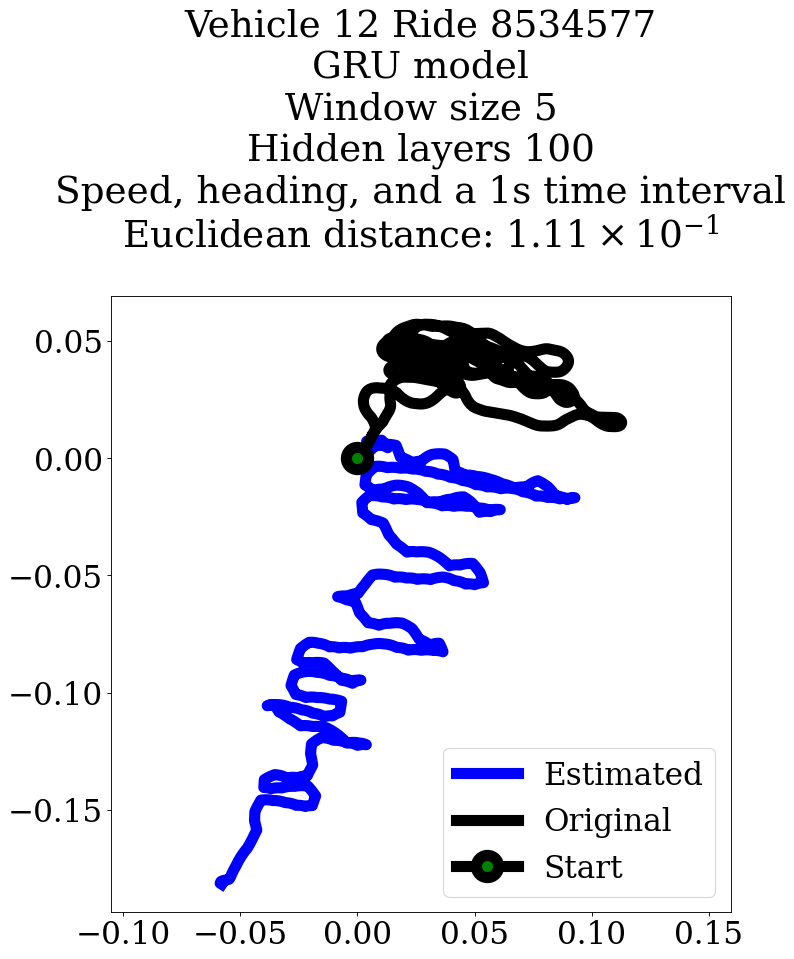 Vehicle 12 Ride 8534577
GRU model
Window size 5
Hidden layers 100
Speed, heading, and a 1s time interval
Euclidean distance: 1.11 × 10⁻¹
0.05
0.00
−0.05
−0.10
−0.15
Estimated
Original
Start
−0.10 −0.05 0.00 0.05 0.10 0.15